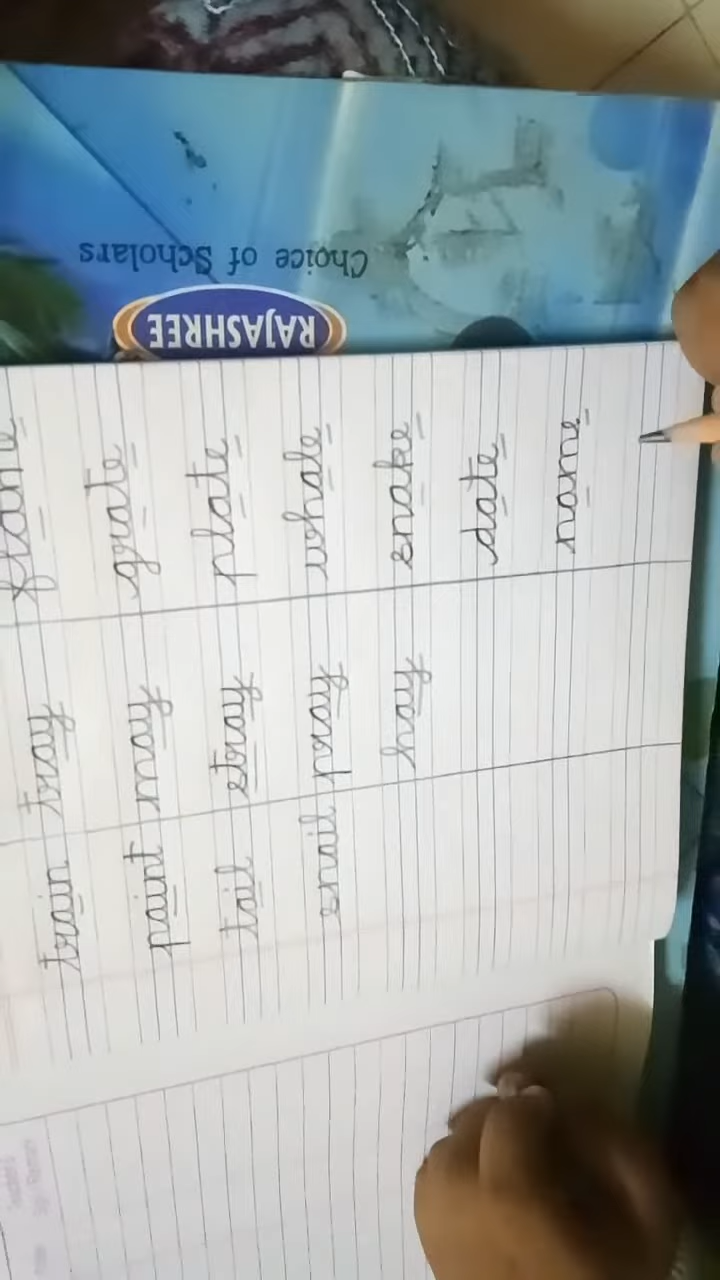 train tray
paint may grate
tail stray plate
snail pray whale
hay snake
date
name
RAJASHREE
Choice of Scholars